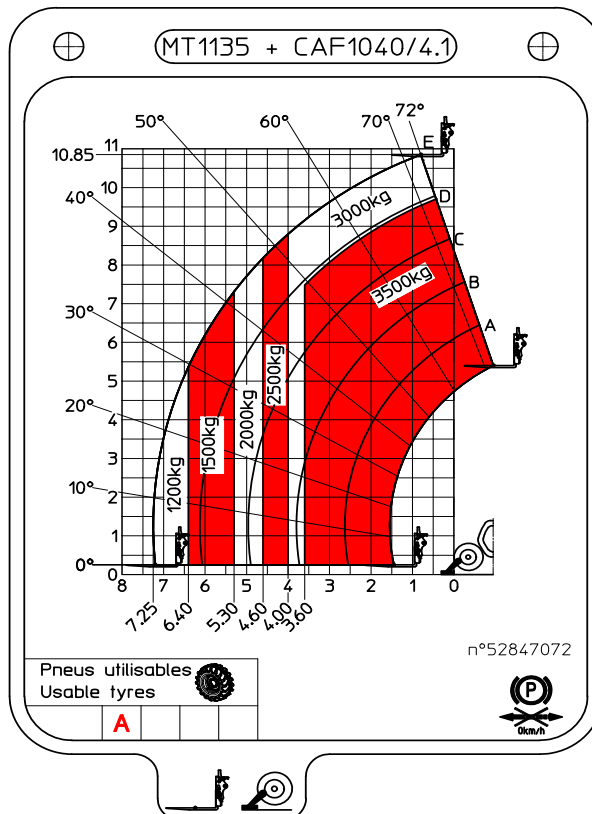 MT1135 + CAF1040/4.1
50°
60°
70°
72°
E
11
10.85
3000kg
40°
10
D
9
C
8
3500kg
B
7
30°
A
6
5
2500kg
2000kg
20°
4
1500kg
3
1200kg
10°
2
1
0°
0
8
7
6
5
4
3
2
1
0
7.25
6.40
5.30
4.60
4.00
3.60
n°52847072
Pneus utilisables
Usable tyres
A
P
0km/h